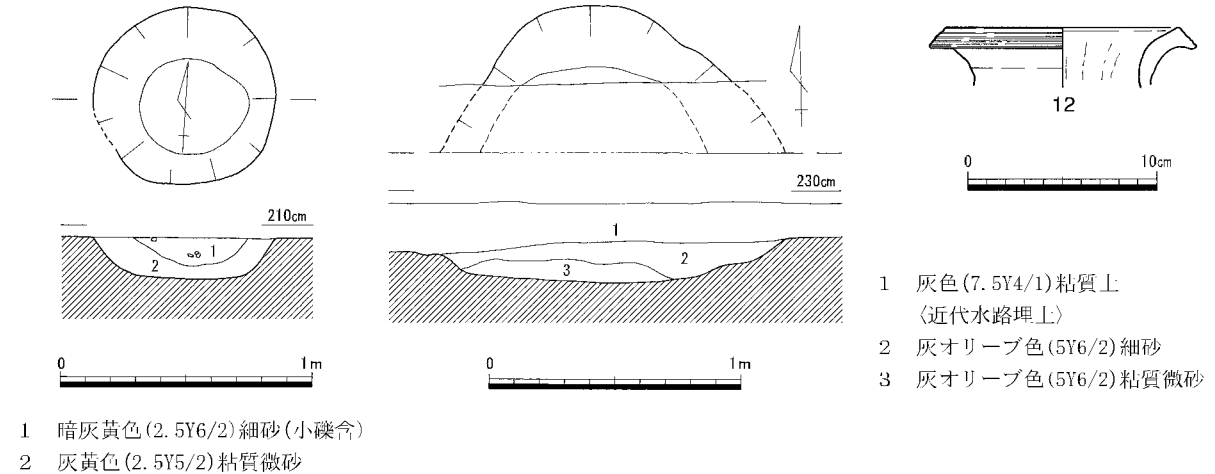 210cm
1
2
0 1m
1 暗灰黄色(2.5Y6/2)細砂(小礫含)
2 灰黄色(2.5Y5/2)粘質微砂
230cm
1
2
3
0 1m
12
0 10cm
1 灰色(7.5Y4/1)粘質土
〈近代水路埋土〉
2 灰オリーブ色(5Y6/2)細砂
3 灰オリーブ色(5Y6/2)粘質微砂